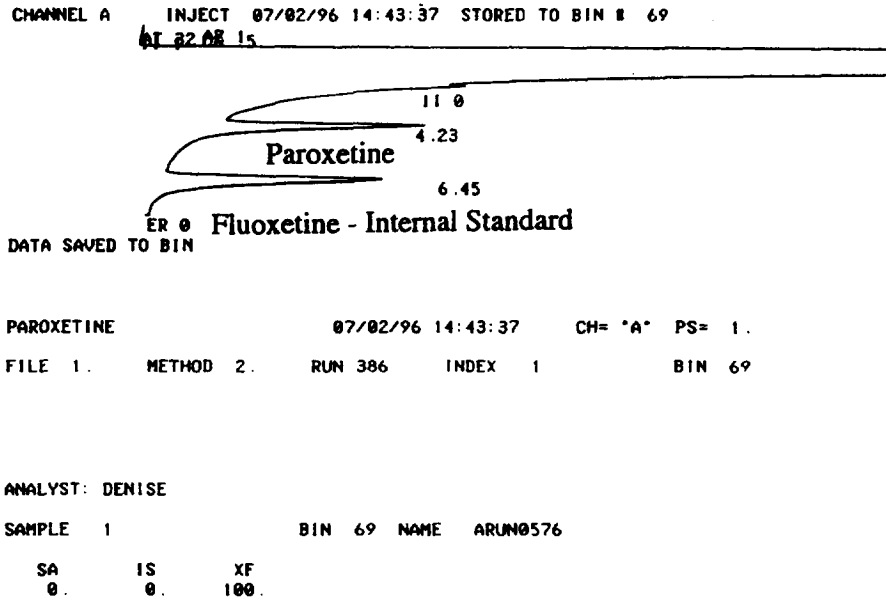 CHANNEL A INJECT 07/02/96 14:43:37 STORED TO BIN # 69
32 15
11 0
4.23
Paroxetine
6.45
ER 0 Fluoxetine - Internal Standard
DATA SAVED TO BIN
PAROXETINE 07/02/96 14:43:37 CH= "A" PS= 1.
FILE 1. METHOD 2. RUN 386 INDEX 1 BIN 69
ANALYST: DENISE
SAMPLE 1 BIN 69 NAME ARUN0576
SA IS XF
0. 0. 100.